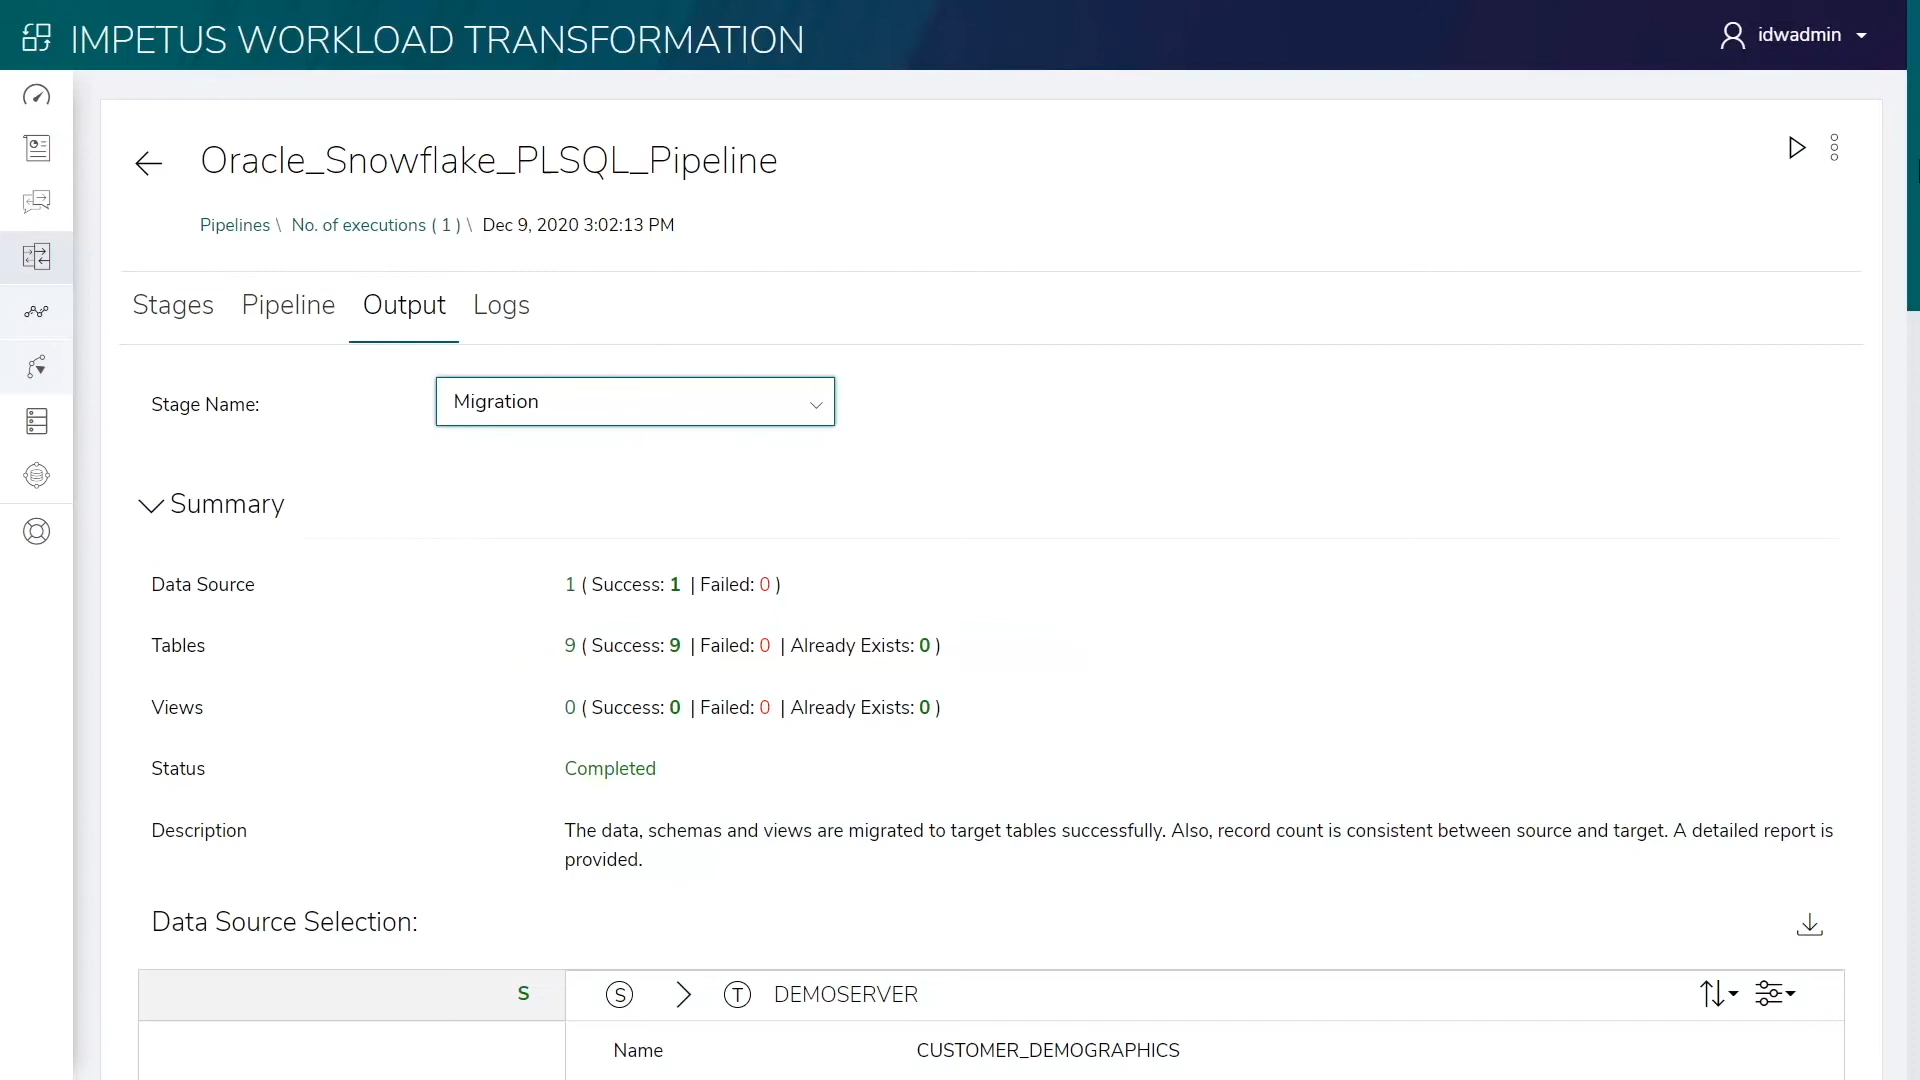 IMPETUS WORKLOAD TRANSFORMATION
idwadmin
Oracle_Snowflake_PLSQL_Pipeline
Pipelines \ No. of executions ( 1 ) \ Dec 9, 2020 3:02:13 PM
Stages Pipeline Output Logs
Stage Name: Migration
Summary
Data Source 1 ( Success: 1 | Failed: 0 )
Tables 9 ( Success: 9 | Failed: 0 | Already Exists: 0 )
Views 0 ( Success: 0 | Failed: 0 | Already Exists: 0 )
Status Completed
Description The data, schemas and views are migrated to target tables successfully. Also, record count is consistent between source and target. A detailed report is
provided.
Data Source Selection:
S S T DEMOSERVER
Name CUSTOMER_DEMOGRAPHICS